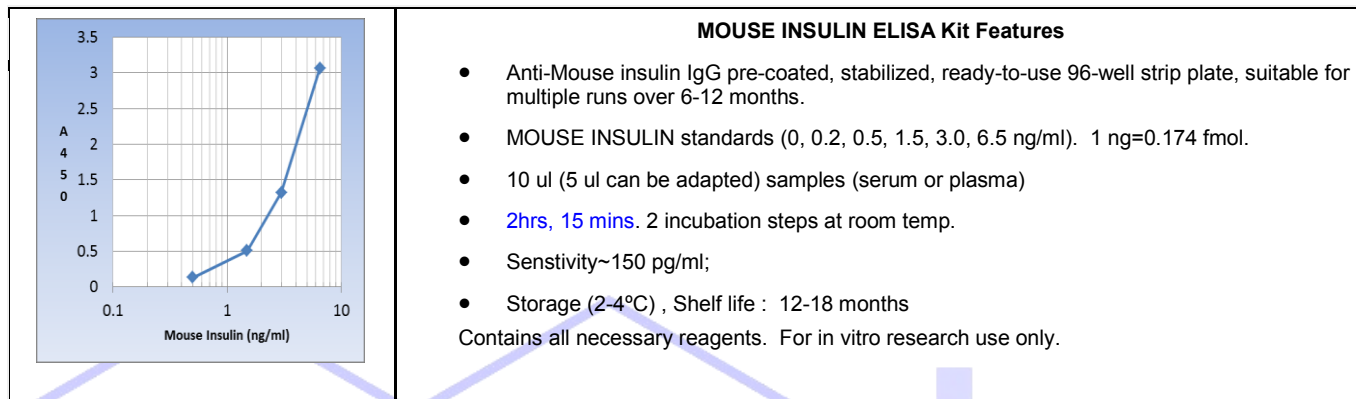 3.5
3
2.5
2
1.5
1
0.5
0
A
4
5
0
0.1 1 10
Mouse Insulin (ng/ml)
MOUSE INSULIN ELISA Kit Features
● Anti-Mouse insulin IgG pre-coated, stabilized, ready-to-use 96-well strip plate, suitable for
multiple runs over 6-12 months.
● MOUSE INSULIN standards (0, 0.2, 0.5, 1.5, 3.0, 6.5 ng/ml). 1 ng=0.174 fmol.
● 10 ul (5 ul can be adapted) samples (serum or plasma)
● 2hrs, 15 mins. 2 incubation steps at room temp.
● Senstivity~150 pg/ml;
● Storage (2-4ºC) , Shelf life : 12-18 months
Contains all necessary reagents. For in vitro research use only.